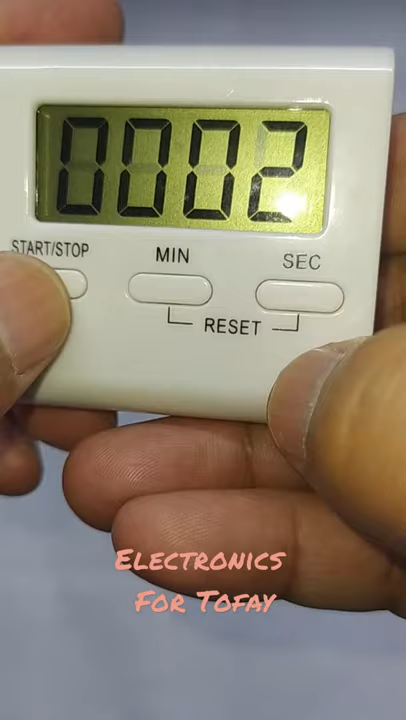 0002
START/STOP
MIN
SEC
RESET
Electronics
For Tofay